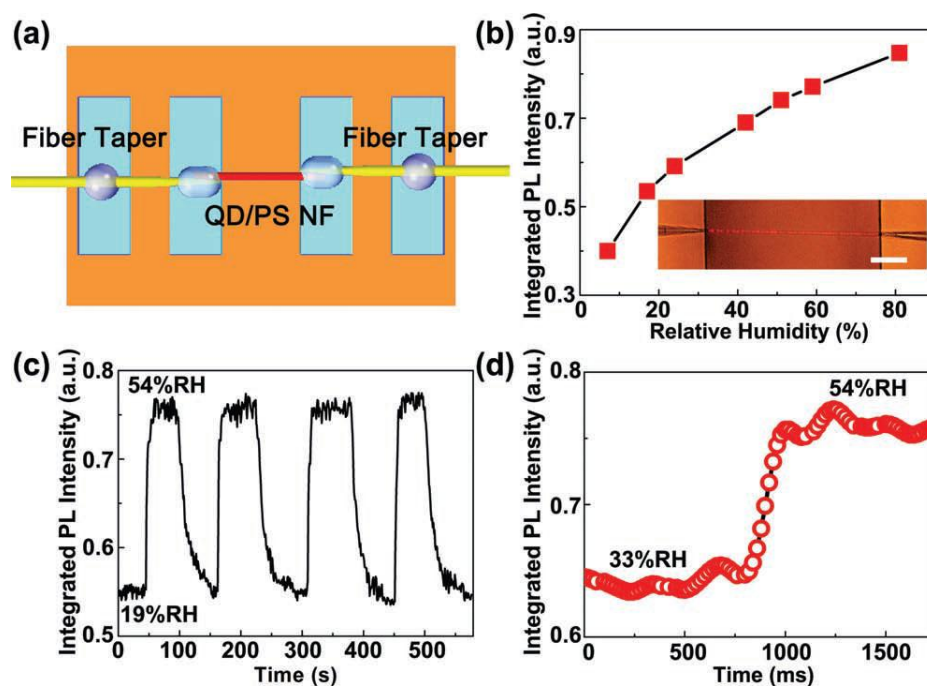 (a)
Fiber Taper
Fiber Taper
QD/PS NF
(b)
Integrated PL Intensity (a.u.)
0.9
0.7
0.5
0.3
0
20
40
60
80
Relative Humidity (%)
(c)
Integrated PL Intensity (a.u.)
0.8
0.7
0.6
0.5
54%RH
19%RH
0
100
200
300
400
500
Time (s)
(d)
Integrated PL Intensity (a.u.)
0.8
0.7
0.6
54%RH
33%RH
0
500
1000
1500
Time (ms)